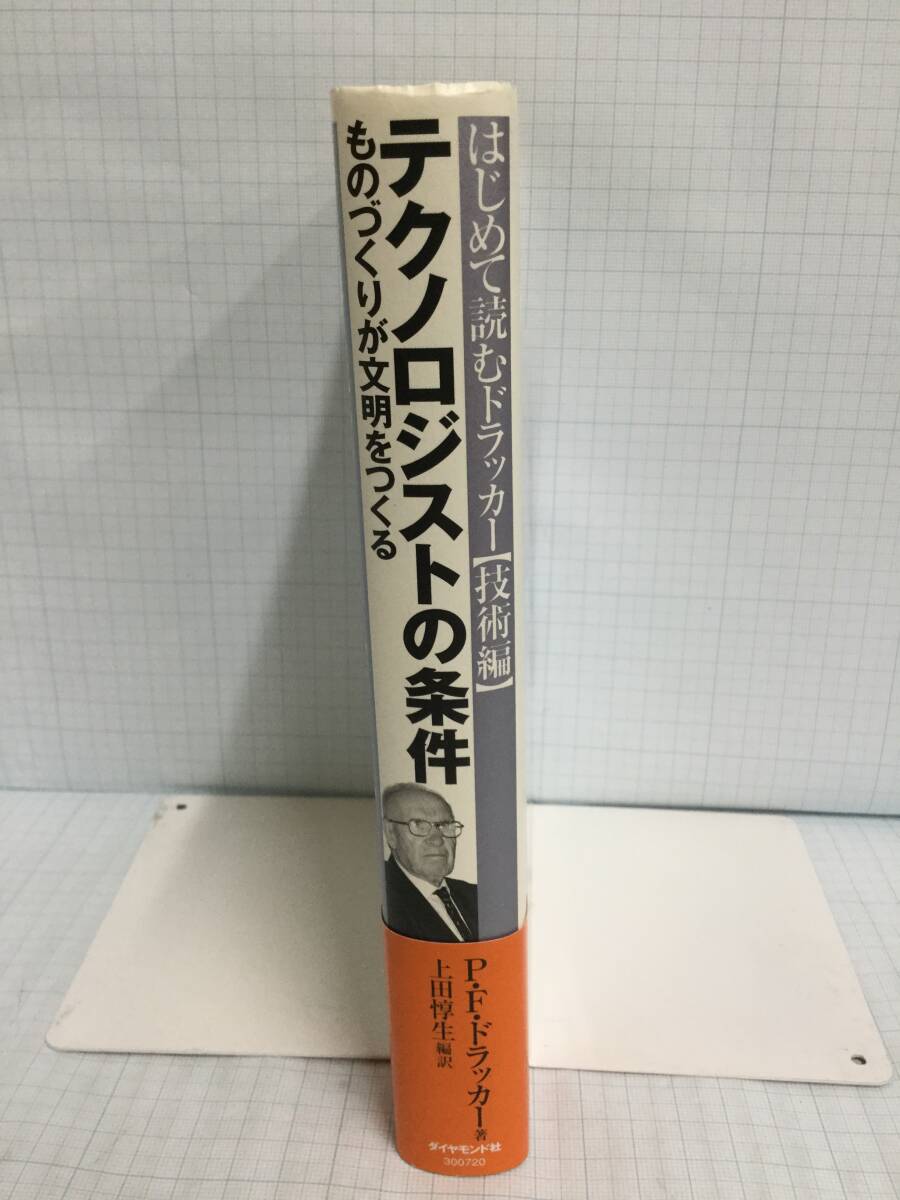 はじめて読むドラッカー【技術編】
テクノロジストの条件
ものづくりが文明をつくる
P・F・ドラッカー著
上田惇生編訳
ダイヤモンド社
300720